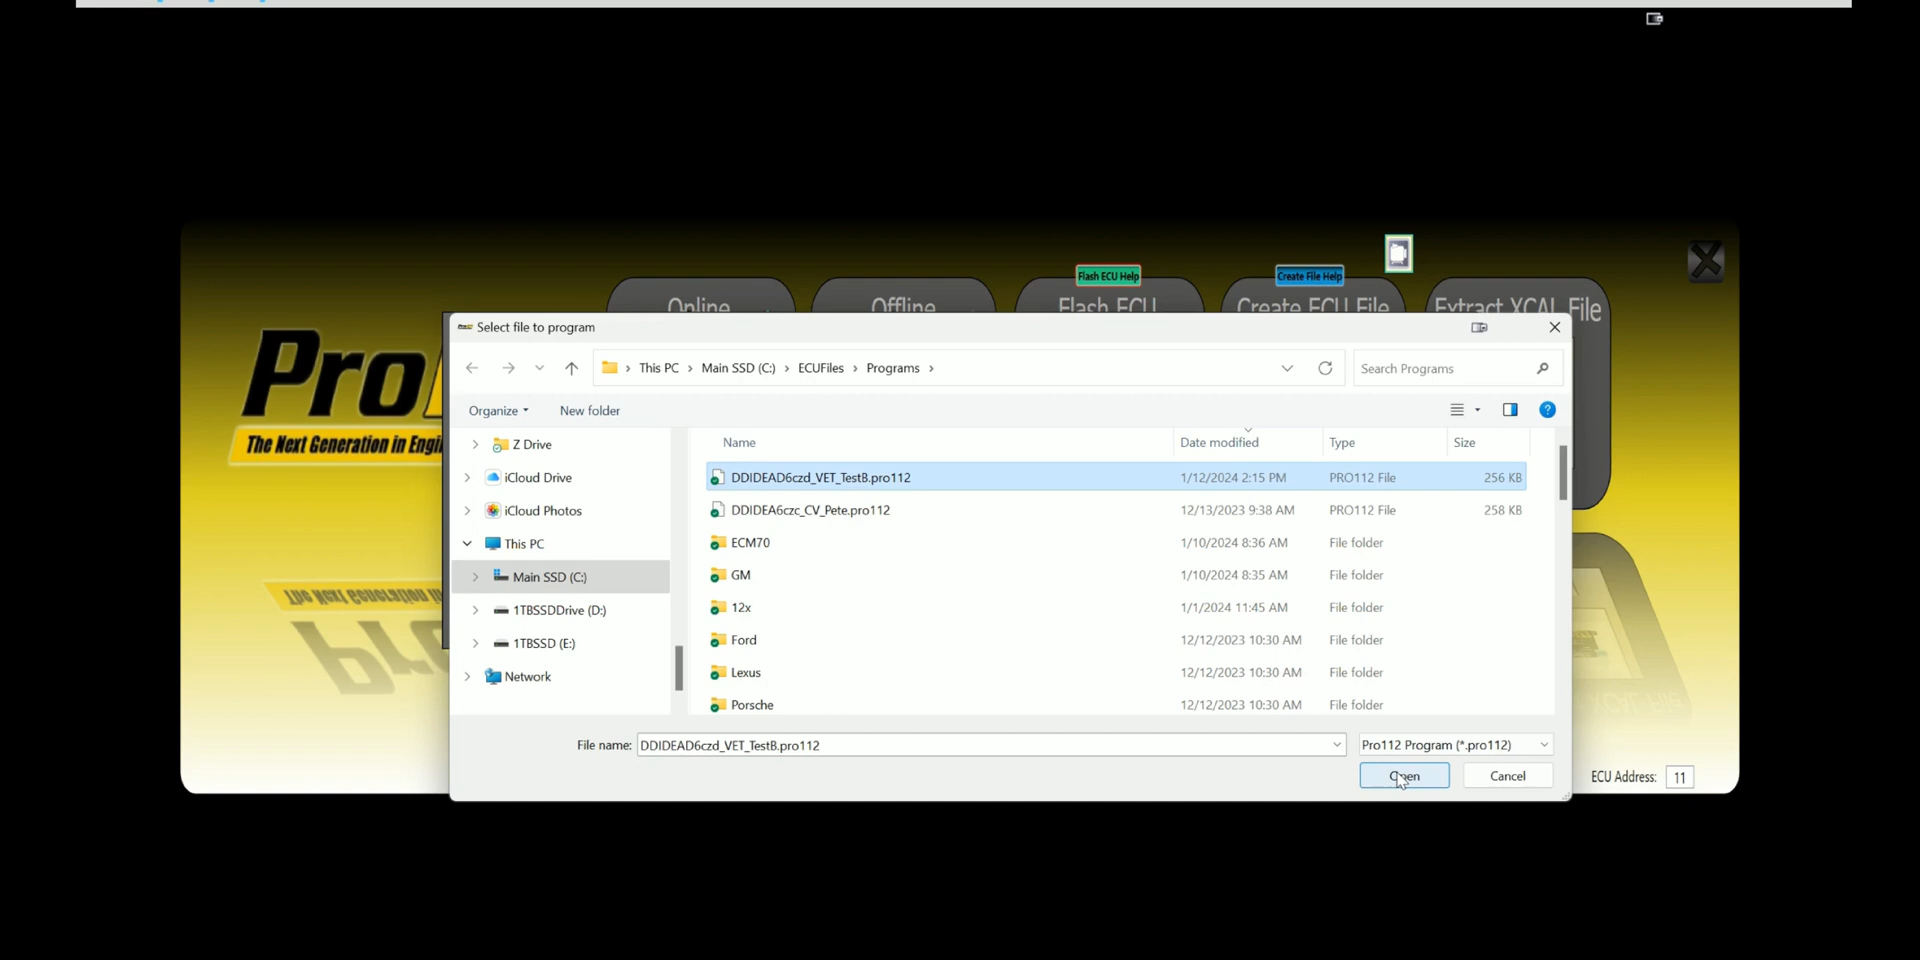 Flash ECU Help
Create File Help
Online
Offline
Flash ECU
Create ECU File
Extract XCAL File
Pro
The Next Generation in Engi
Select file to program
This PC > Main SSD (C:) > ECUFiles > Programs >
Search Programs
Organize
New folder
Name
Date modified
Type
Size
Z Drive
iCloud Drive
iCloud Photos
This PC
Main SSD (C:)
1TBSSDDrive (D:)
1TBSSD (E:)
Network
DDIDEAD6czd_VET_TestB.pro112 1/12/2024 2:15 PM PRO112 File 256 KB
DDIDEA6czc_CV_Pete.pro112 12/13/2023 9:38 AM PRO112 File 258 KB
ECM70 1/10/2024 8:36 AM File folder
GM 1/10/2024 8:35 AM File folder
12x 1/1/2024 11:45 AM File folder
Ford 12/12/2023 10:30 AM File folder
Lexus 12/12/2023 10:30 AM File folder
Porsche 12/12/2023 10:30 AM File folder
File name: DDIDEAD6czd_VET_TestB.pro112
Pro112 Program (*.pro112)
Open
Cancel
ECU Address: 11